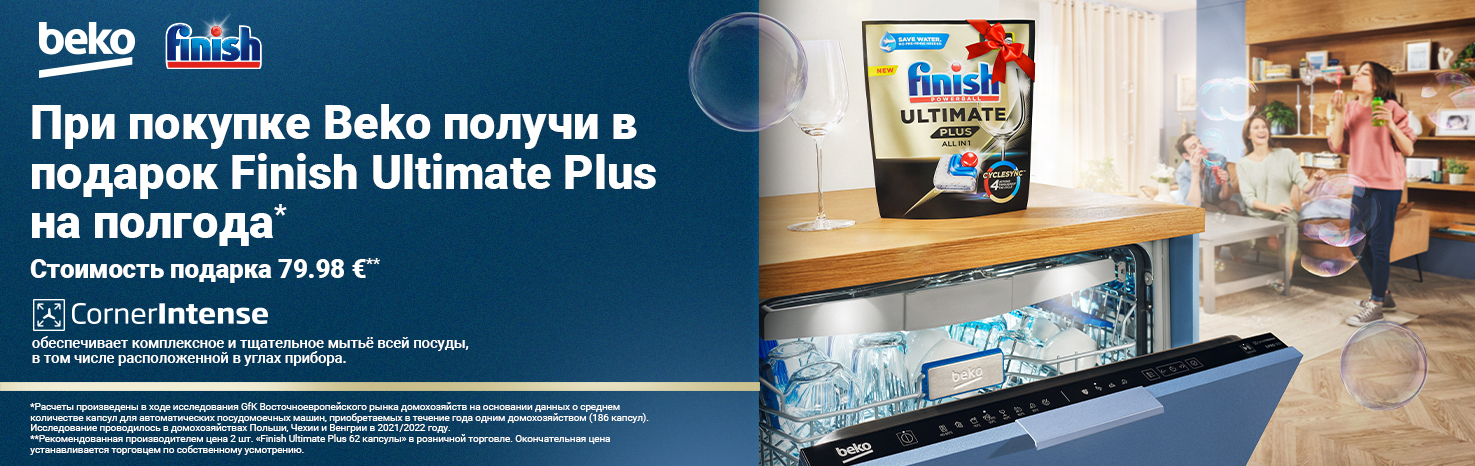 beko
finish
При покупке Beko получи в
подарок Finish Ultimate Plus
на полгода*
Стоимость подарка 79.98 €**
CornerIntense
обеспечивает комплексное и тщательное мытьё всей посуды,
в том числе расположенной в углах прибора.
*Расчеты произведены в ходе исследования GfK Восточноевропейского рынка домохозяйств на основании данных о среднем
количестве капсул для автоматических посудомоечных машин, приобретаемых в течение года одним домохозяйством (186 капсул).
Исследование проводилось в домохозяйствах Польши, Чехии и Венгрии в 2021/2022 году.
**Рекомендованная производителем цена 2 шт. «Finish Ultimate Plus 62 капсулы» в розничной торговле. Окончательная цена
устанавливается торговцем по собственному усмотрению.
SAVE WATER.
NEW
finish
POWERBALL
ULTIMATE
PLUS
ALL IN 1
CYCLESYNC™
4
beko
beko